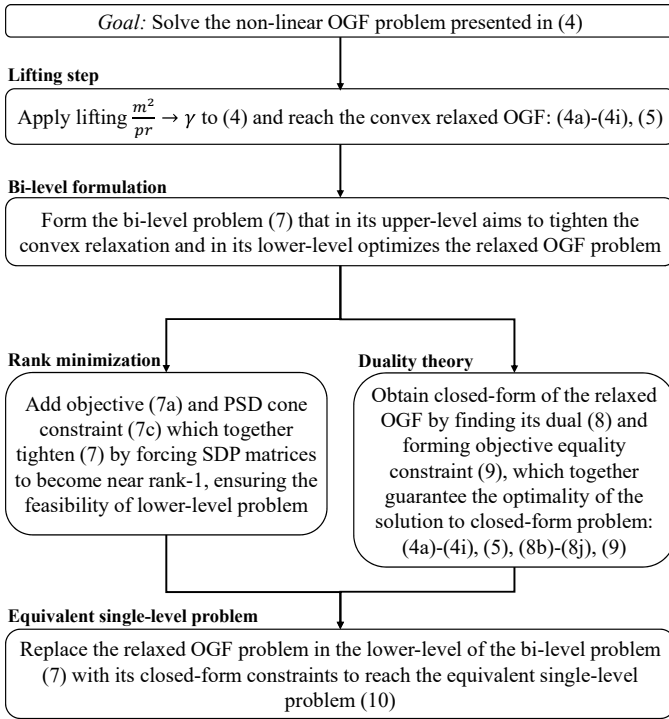 Goal: Solve the non-linear OGF problem presented in (4)
Lifting step
Apply lifting m²/pr → γ to (4) and reach the convex relaxed OGF: (4a)-(4i), (5)
Bi-level formulation
Form the bi-level problem (7) that in its upper-level aims to tighten the
convex relaxation and in its lower-level optimizes the relaxed OGF problem
Rank minimization
Add objective (7a) and PSD cone
constraint (7c) which together
tighten (7) by forcing SDP matrices
to become near rank-1, ensuring the
feasibility of lower-level problem
Duality theory
Obtain closed-form of the relaxed
OGF by finding its dual (8) and
forming objective equality
constraint (9), which together
guarantee the optimality of the
solution to closed-form problem:
(4a)-(4i), (5), (8b)-(8j), (9)
Equivalent single-level problem
Replace the relaxed OGF problem in the lower-level of the bi-level problem
(7) with its closed-form constraints to reach the equivalent single-level
problem (10)